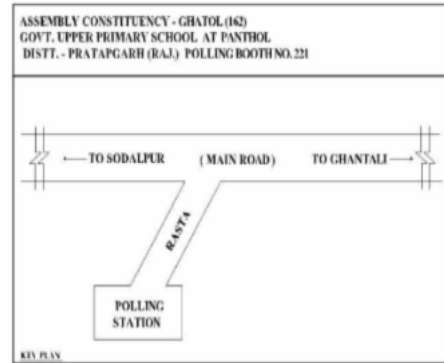 ASSEMBLY CONSTITUENCY - GHATOL (162)
GOVT. UPPER PRIMARY SCHOOL AT PANTHOL
DISTT. - PRATAPGARH (RAJ.) POLLING BOOTH NO. 221
TO SODALPUR (MAIN ROAD) TO GHANTALI
RASTA
POLLING
STATION
KEY PLAN